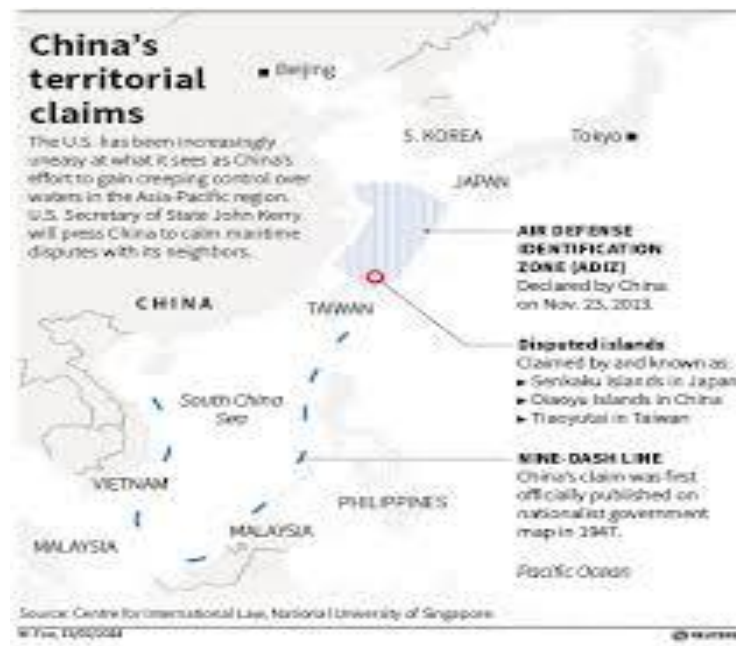 China's
territorial
claims
The U.S. has been increasingly
uneasy at what it sees as China's
effort to gain creeping control over
waters in the Asia-Pacific region.
U.S. Secretary of State John Kerry
will press China to calm maritime
disputes with its neighbors.
Beijing
S. KOREA
Tokyo
JAPAN
AIR DEFENSE
IDENTIFICATION
ZONE (ADIZ)
Declared by China
on Nov. 23, 2013.
CHINA
TAIWAN
Disputed islands
Claimed by and known as:
▸ Senkaku Islands in Japan
▸ Diaoyu Islands in China
▸ Tiaoyutai in Taiwan
South China
Sea
NINE-DASH LINE
China's claim was first
officially published on
nationalist government
map in 1947.
VIETNAM
PHILIPPINES
MALAYSIA
MALAYSIA
Pacific Ocean
Source: Centre for International Law, National University of Singapore
REUTERS